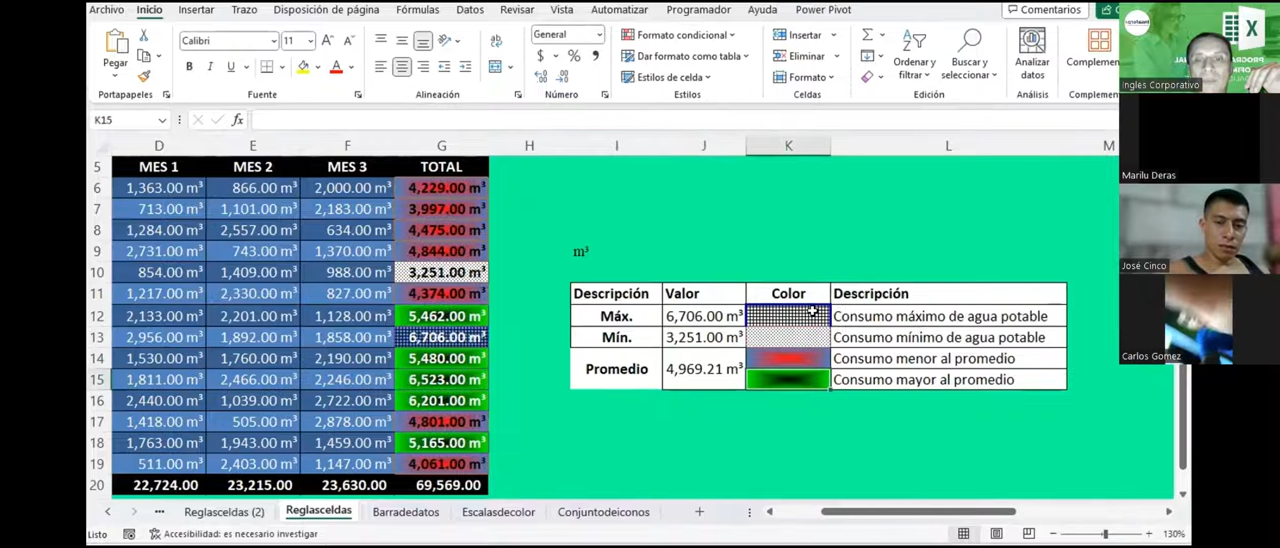 Archivo Inicio Insertar Trazo Disposición de página Fórmulas Datos Revisar Vista Automatizar Programador Ayuda Power Pivot Comentarios
Pegar
Calibri 11
N K S
General
$ % 000
Formato condicional
Dar formato como tabla
Estilos de celda
Insertar
Eliminar
Formato
Ordenar y filtrar
Buscar y seleccionar
Analizar datos
Complemen
Portapapeles Fuente Alineación Número Estilos Celdas Edición Análisis Complemen
K15 fx
D E F G H I J K L M
5 MES 1 MES 2 MES 3 TOTAL
6 1,363.00 m³ 866.00 m³ 2,000.00 m³ 4,229.00 m³
7 713.00 m³ 1,101.00 m³ 2,183.00 m³ 3,997.00 m³
8 1,284.00 m³ 2,557.00 m³ 634.00 m³ 4,475.00 m³
9 2,731.00 m³ 743.00 m³ 1,370.00 m³ 4,844.00 m³ m³
10 854.00 m³ 1,409.00 m³ 988.00 m³ 3,251.00 m³
11 1,217.00 m³ 2,330.00 m³ 827.00 m³ 4,374.00 m³ Descripción Valor Color Descripción
12 2,133.00 m³ 2,201.00 m³ 1,128.00 m³ 5,462.00 m³ Máx. 6,706.00 m³ Consumo máximo de agua potable
13 2,956.00 m³ 1,892.00 m³ 1,858.00 m³ 6,706.00 m³ Mín. 3,251.00 m³ Consumo mínimo de agua potable
14 1,530.00 m³ 1,760.00 m³ 2,190.00 m³ 5,480.00 m³ Promedio 4,969.21 m³ Consumo menor al promedio
15 1,811.00 m³ 2,466.00 m³ 2,246.00 m³ 6,523.00 m³ Consumo mayor al promedio
16 2,440.00 m³ 1,039.00 m³ 2,722.00 m³ 6,201.00 m³
17 1,418.00 m³ 505.00 m³ 2,878.00 m³ 4,801.00 m³
18 1,763.00 m³ 1,943.00 m³ 1,459.00 m³ 5,165.00 m³
19 511.00 m³ 2,403.00 m³ 1,147.00 m³ 4,061.00 m³
20 22,724.00 23,215.00 23,630.00 69,569.00
Reglasceldas (2) Reglasceldas Barradedatos Escalasdecolor Conjuntodeiconos
Listo Accesibilidad: es necesario investigar 130%
Ingles Corporativo
Marilu Deras
José Cinco
Carlos Gomez